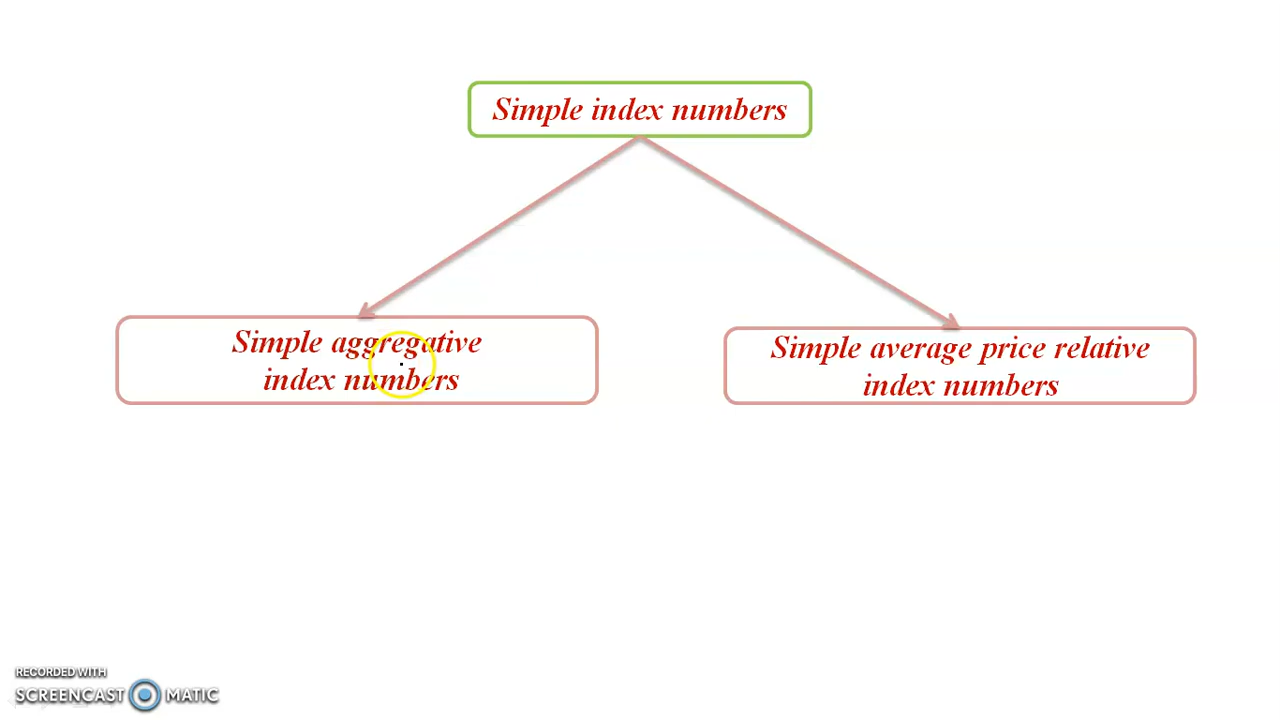 Simple index numbers
Simple aggregative
index numbers
Simple average price relative
index numbers
RECORDED WITH
SCREENCAST MATIC